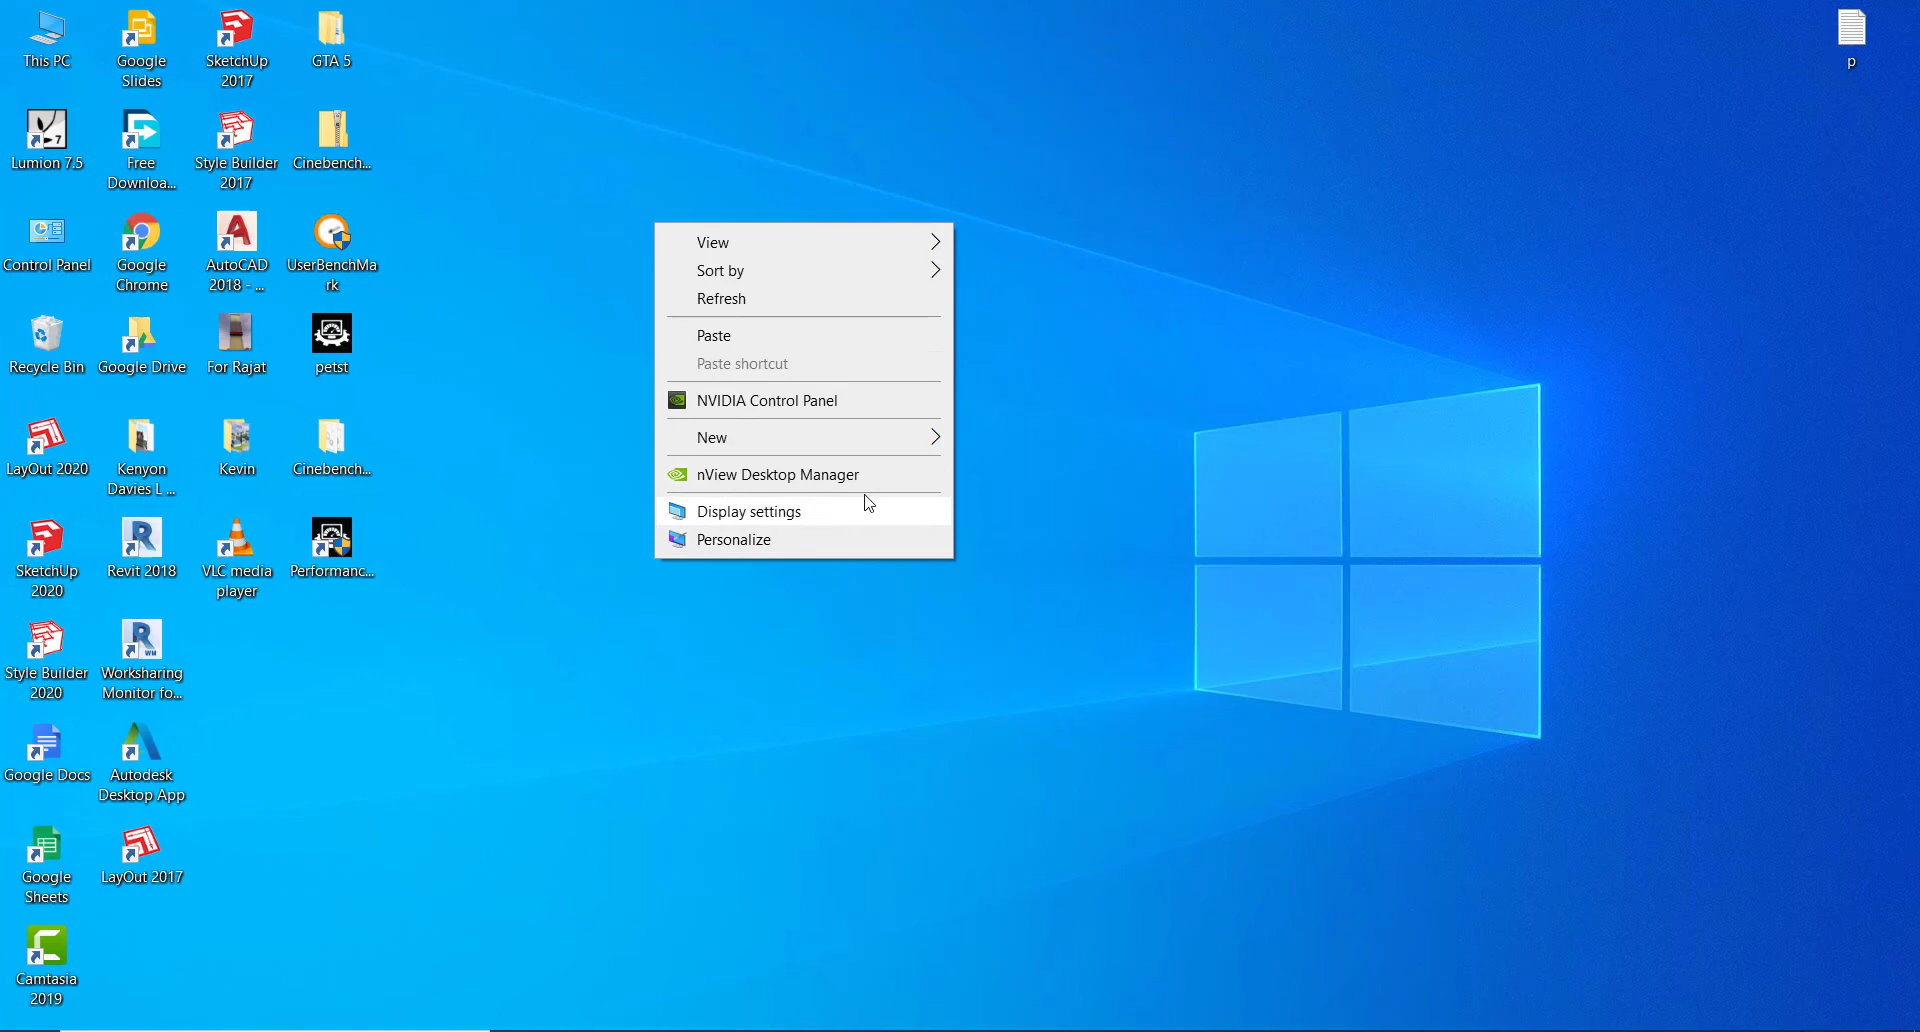 This PC
Google
Slides
SketchUp
2017
GTA 5
p
Lumion 7.5
Free
Downloa...
Style Builder
2017
Cinebench...
Control Panel
Google
Chrome
AutoCAD
2018 - ...
UserBenchMa
rk
Recycle Bin
Google Drive
For Rajat
petst
LayOut 2020
Kenyon
Davies L ...
Kevin
Cinebench...
SketchUp
2020
Revit 2018
VLC media
player
Performanc...
Style Builder
2020
Worksharing
Monitor fo...
Google Docs
Autodesk
Desktop App
Google
Sheets
LayOut 2017
Camtasia
2019
View
Sort by
Refresh
Paste
Paste shortcut
NVIDIA Control Panel
New
nView Desktop Manager
Display settings
Personalize